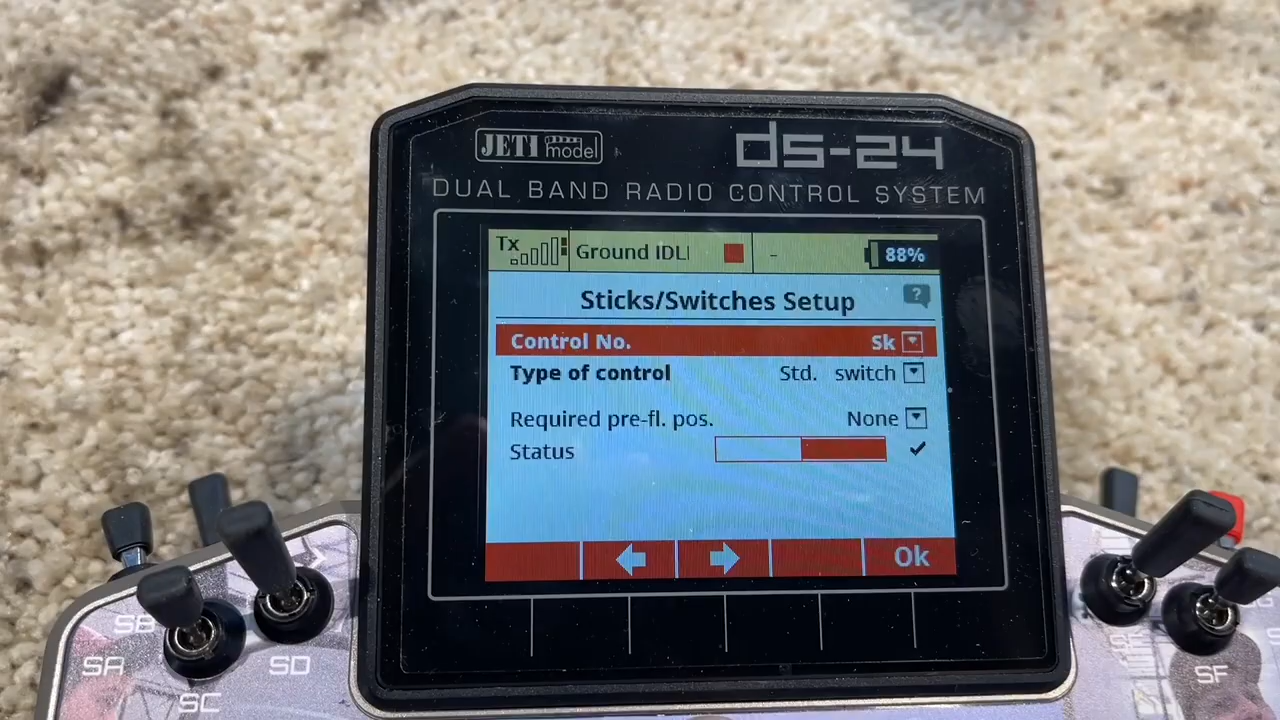 JETI model
ds-24
DUAL BAND RADIO CONTROL SYSTEM
Tx
Ground IDL
-
88%
Sticks/Switches Setup
?
Control No. Sk
Type of control Std. switch
Required pre-fl. pos. None
Status
Ok
SB
SA
SD
SC
SF